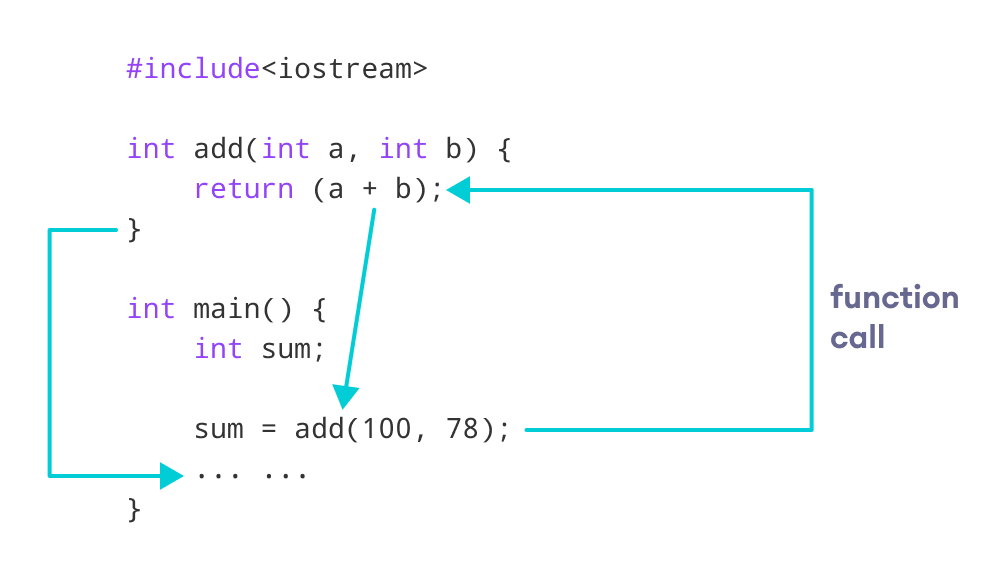 #include<iostream>
int add(int a, int b) {
return (a + b);
}
int main() {
int sum;
sum = add(100, 78);
... ...
}
function
call